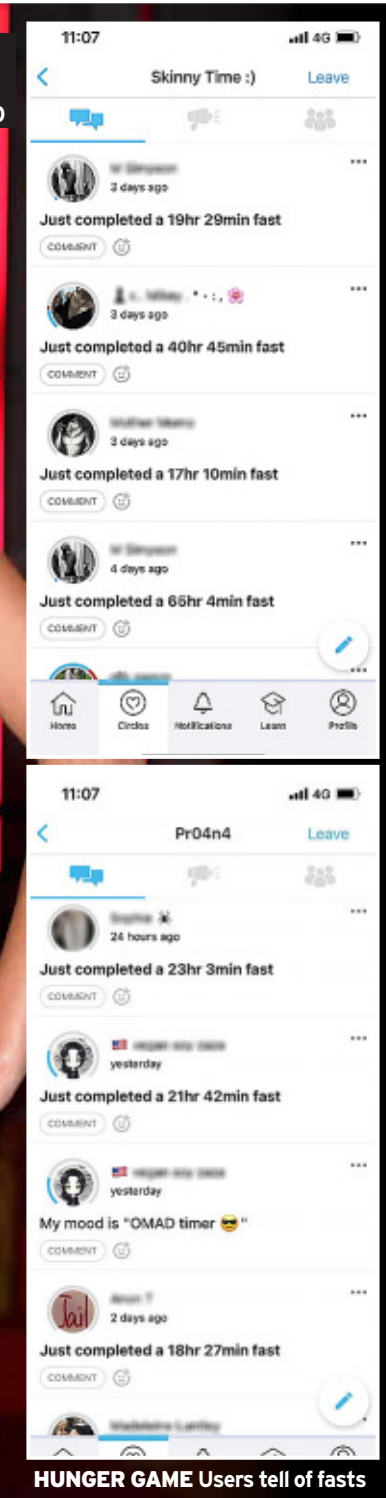 11:07
4G
Skinny Time :)
Leave
3 days ago
Just completed a 19hr 29min fast
COMMENT
3 days ago
Just completed a 40hr 45min fast
COMMENT
3 days ago
Just completed a 17hr 10min fast
COMMENT
4 days ago
Just completed a 65hr 4min fast
COMMENT
Home
Circles
Notifications
Learn
Profile
11:07
4G
Pr04n4
Leave
24 hours ago
Just completed a 23hr 3min fast
COMMENT
yesterday
Just completed a 21hr 42min fast
COMMENT
yesterday
My mood is "OMAD timer 😎"
COMMENT
Jail
2 days ago
Just completed a 18hr 27min fast
COMMENT
HUNGER GAME Users tell of fasts